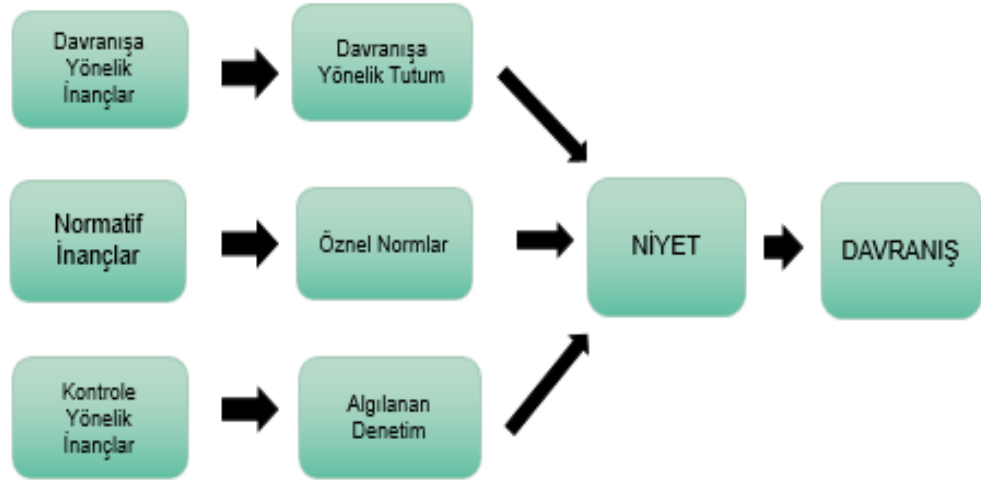 Davranışa
Yönelik
İnançlar
Davranışa
Yönelik Tutum
Normatif
İnançlar
Öznel Normlar
NİYET
DAVRANIŞ
Kontrole
Yönelik
İnançlar
Algılanan
Denetim